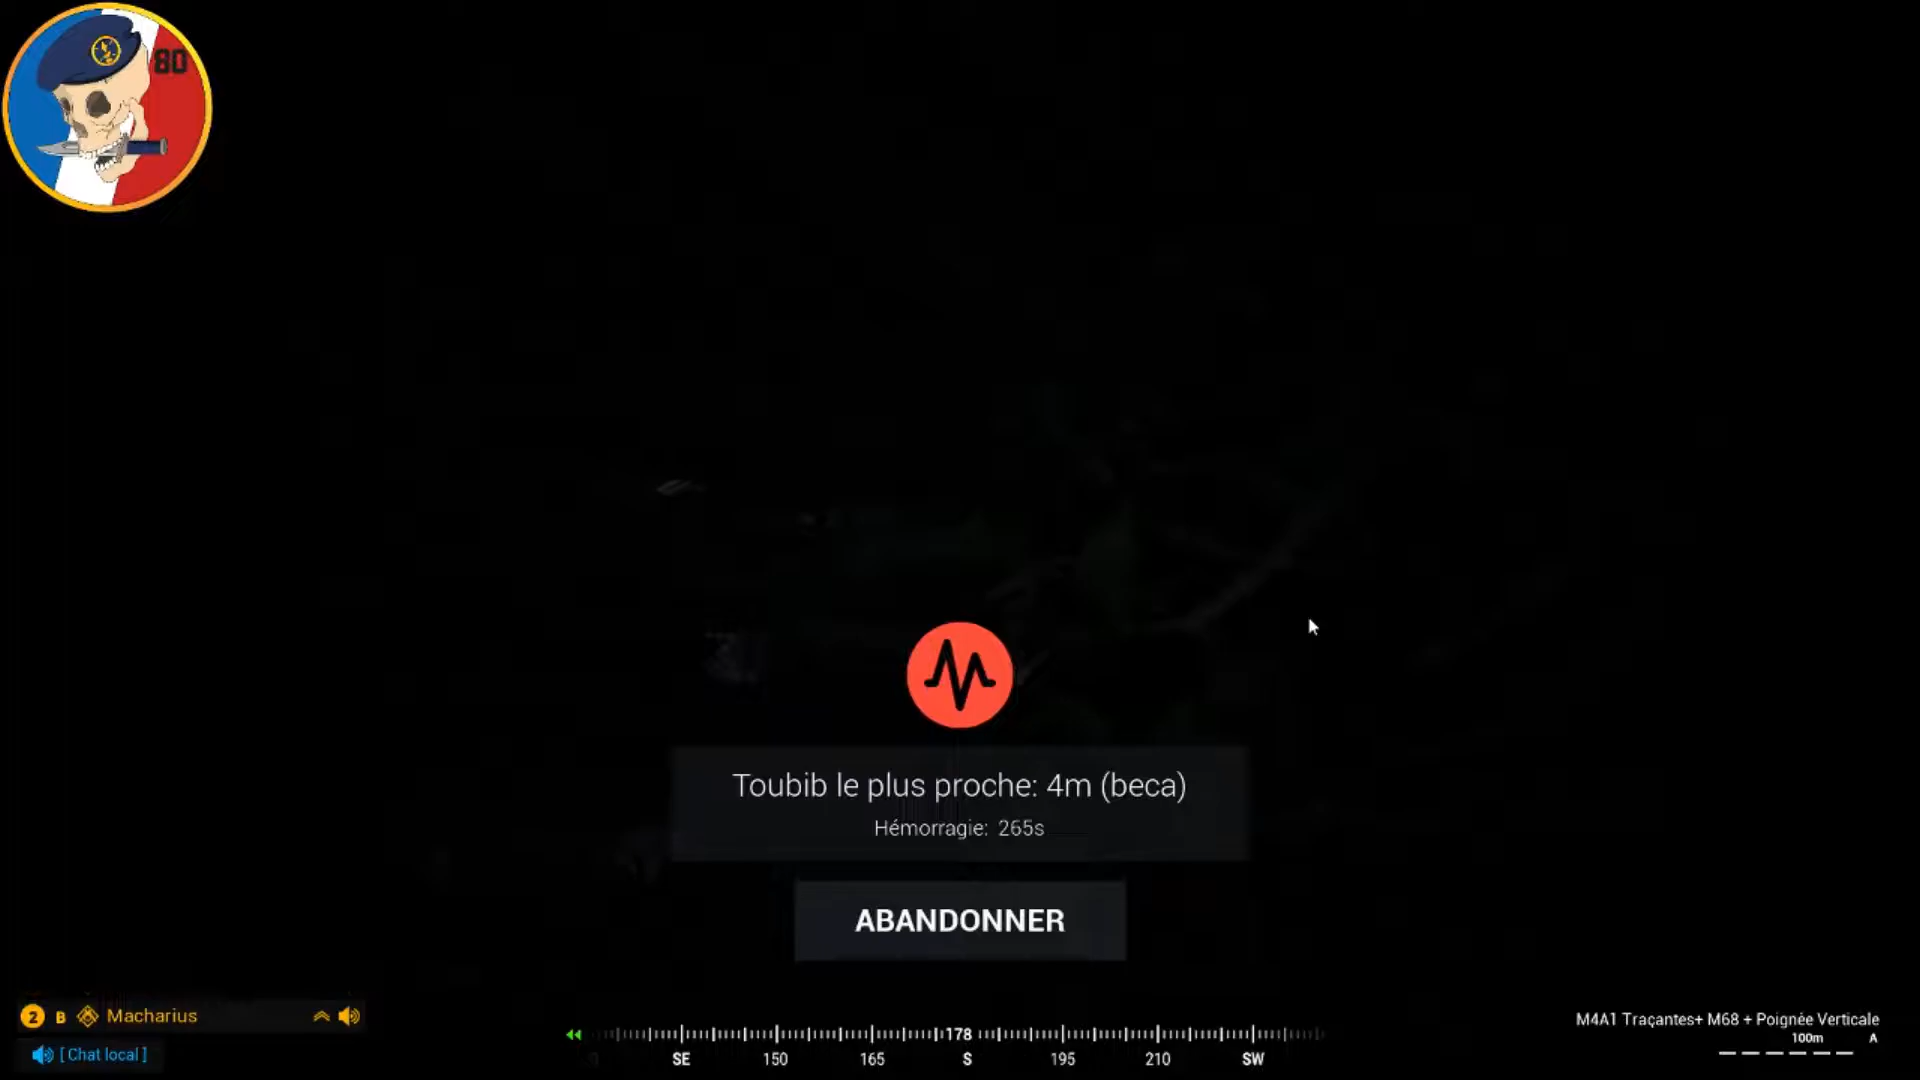 80
Toubib le plus proche: 4m (beca)
Hémorragie: 265s
ABANDONNER
2 B Macharius
[ Chat local ]
178
SE 150 165 S 195 210 SW
M4A1 Traçantes+ M68 + Poignée Verticale
100m A